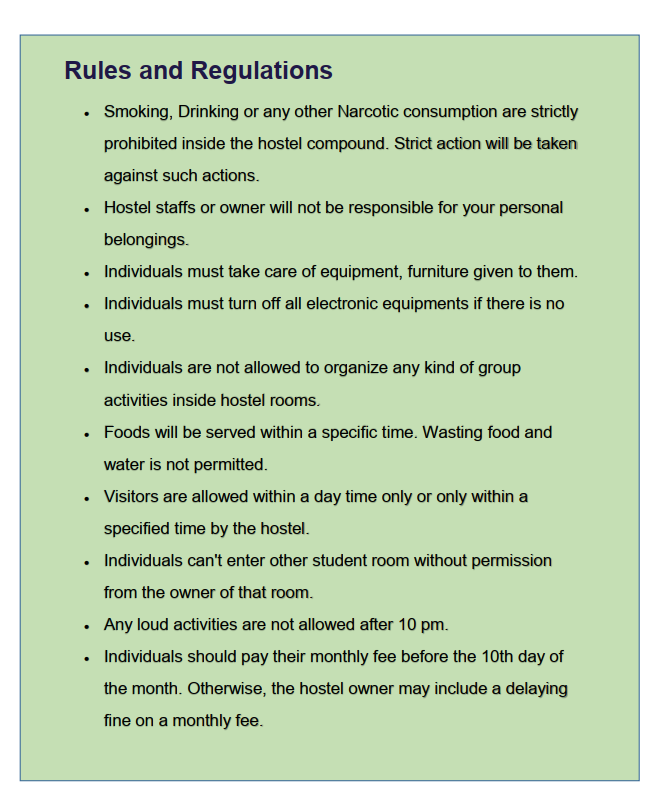 Rules and Regulations
• Smoking, Drinking or any other Narcotic consumption are strictly
prohibited inside the hostel compound. Strict action will be taken
against such actions.
• Hostel staffs or owner will not be responsible for your personal
belongings.
• Individuals must take care of equipment, furniture given to them.
• Individuals must turn off all electronic equipments if there is no
use.
• Individuals are not allowed to organize any kind of group
activities inside hostel rooms.
• Foods will be served within a specific time. Wasting food and
water is not permitted.
• Visitors are allowed within a day time only or only within a
specified time by the hostel.
• Individuals can't enter other student room without permission
from the owner of that room.
• Any loud activities are not allowed after 10 pm.
• Individuals should pay their monthly fee before the 10th day of
the month. Otherwise, the hostel owner may include a delaying
fine on a monthly fee.